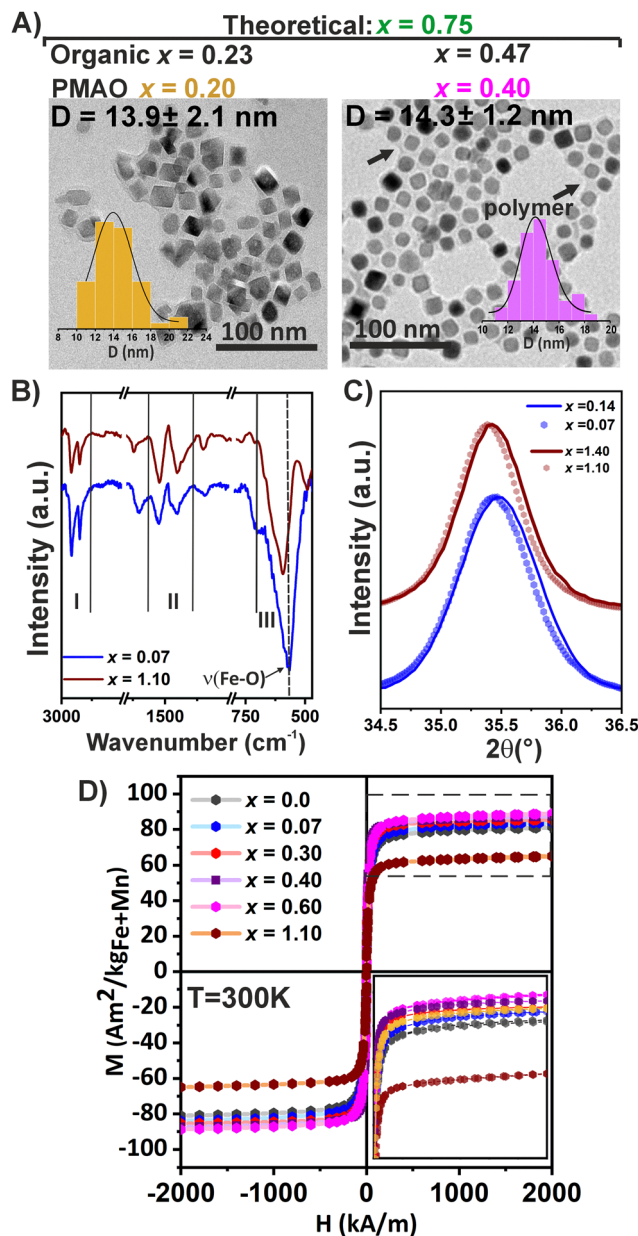 A)
Theoretical: x = 0.75
Organic x = 0.23
x = 0.47
PMAO x = 0.20
x = 0.40
D = 13.9± 2.1 nm
D = 14.3± 1.2 nm
polymer
100 nm
8 10 12 14 16 18 20 22 24
D (nm)
100 nm
10 12 14 16 18 20
D (nm)
B)
Intensity (a.u.)
I
II
III
x = 0.07
x = 1.10
ν(Fe-O)
3000 1500 750 500
Wavenumber (cm-1)
C)
Intensity (a.u.)
x =0.14
x =0.07
x =1.40
x =1.10
34.5 35.0 35.5 36.0 36.5
2θ(°)
D)
M (Am2/kgFe+Mn)
100
80
60
40
20
0
-20
-40
-60
-80
-100
x = 0.0
x = 0.07
x = 0.30
x = 0.40
x = 0.60
x = 1.10
T=300K
-2000 -1000 0 1000 2000
H (kA/m)